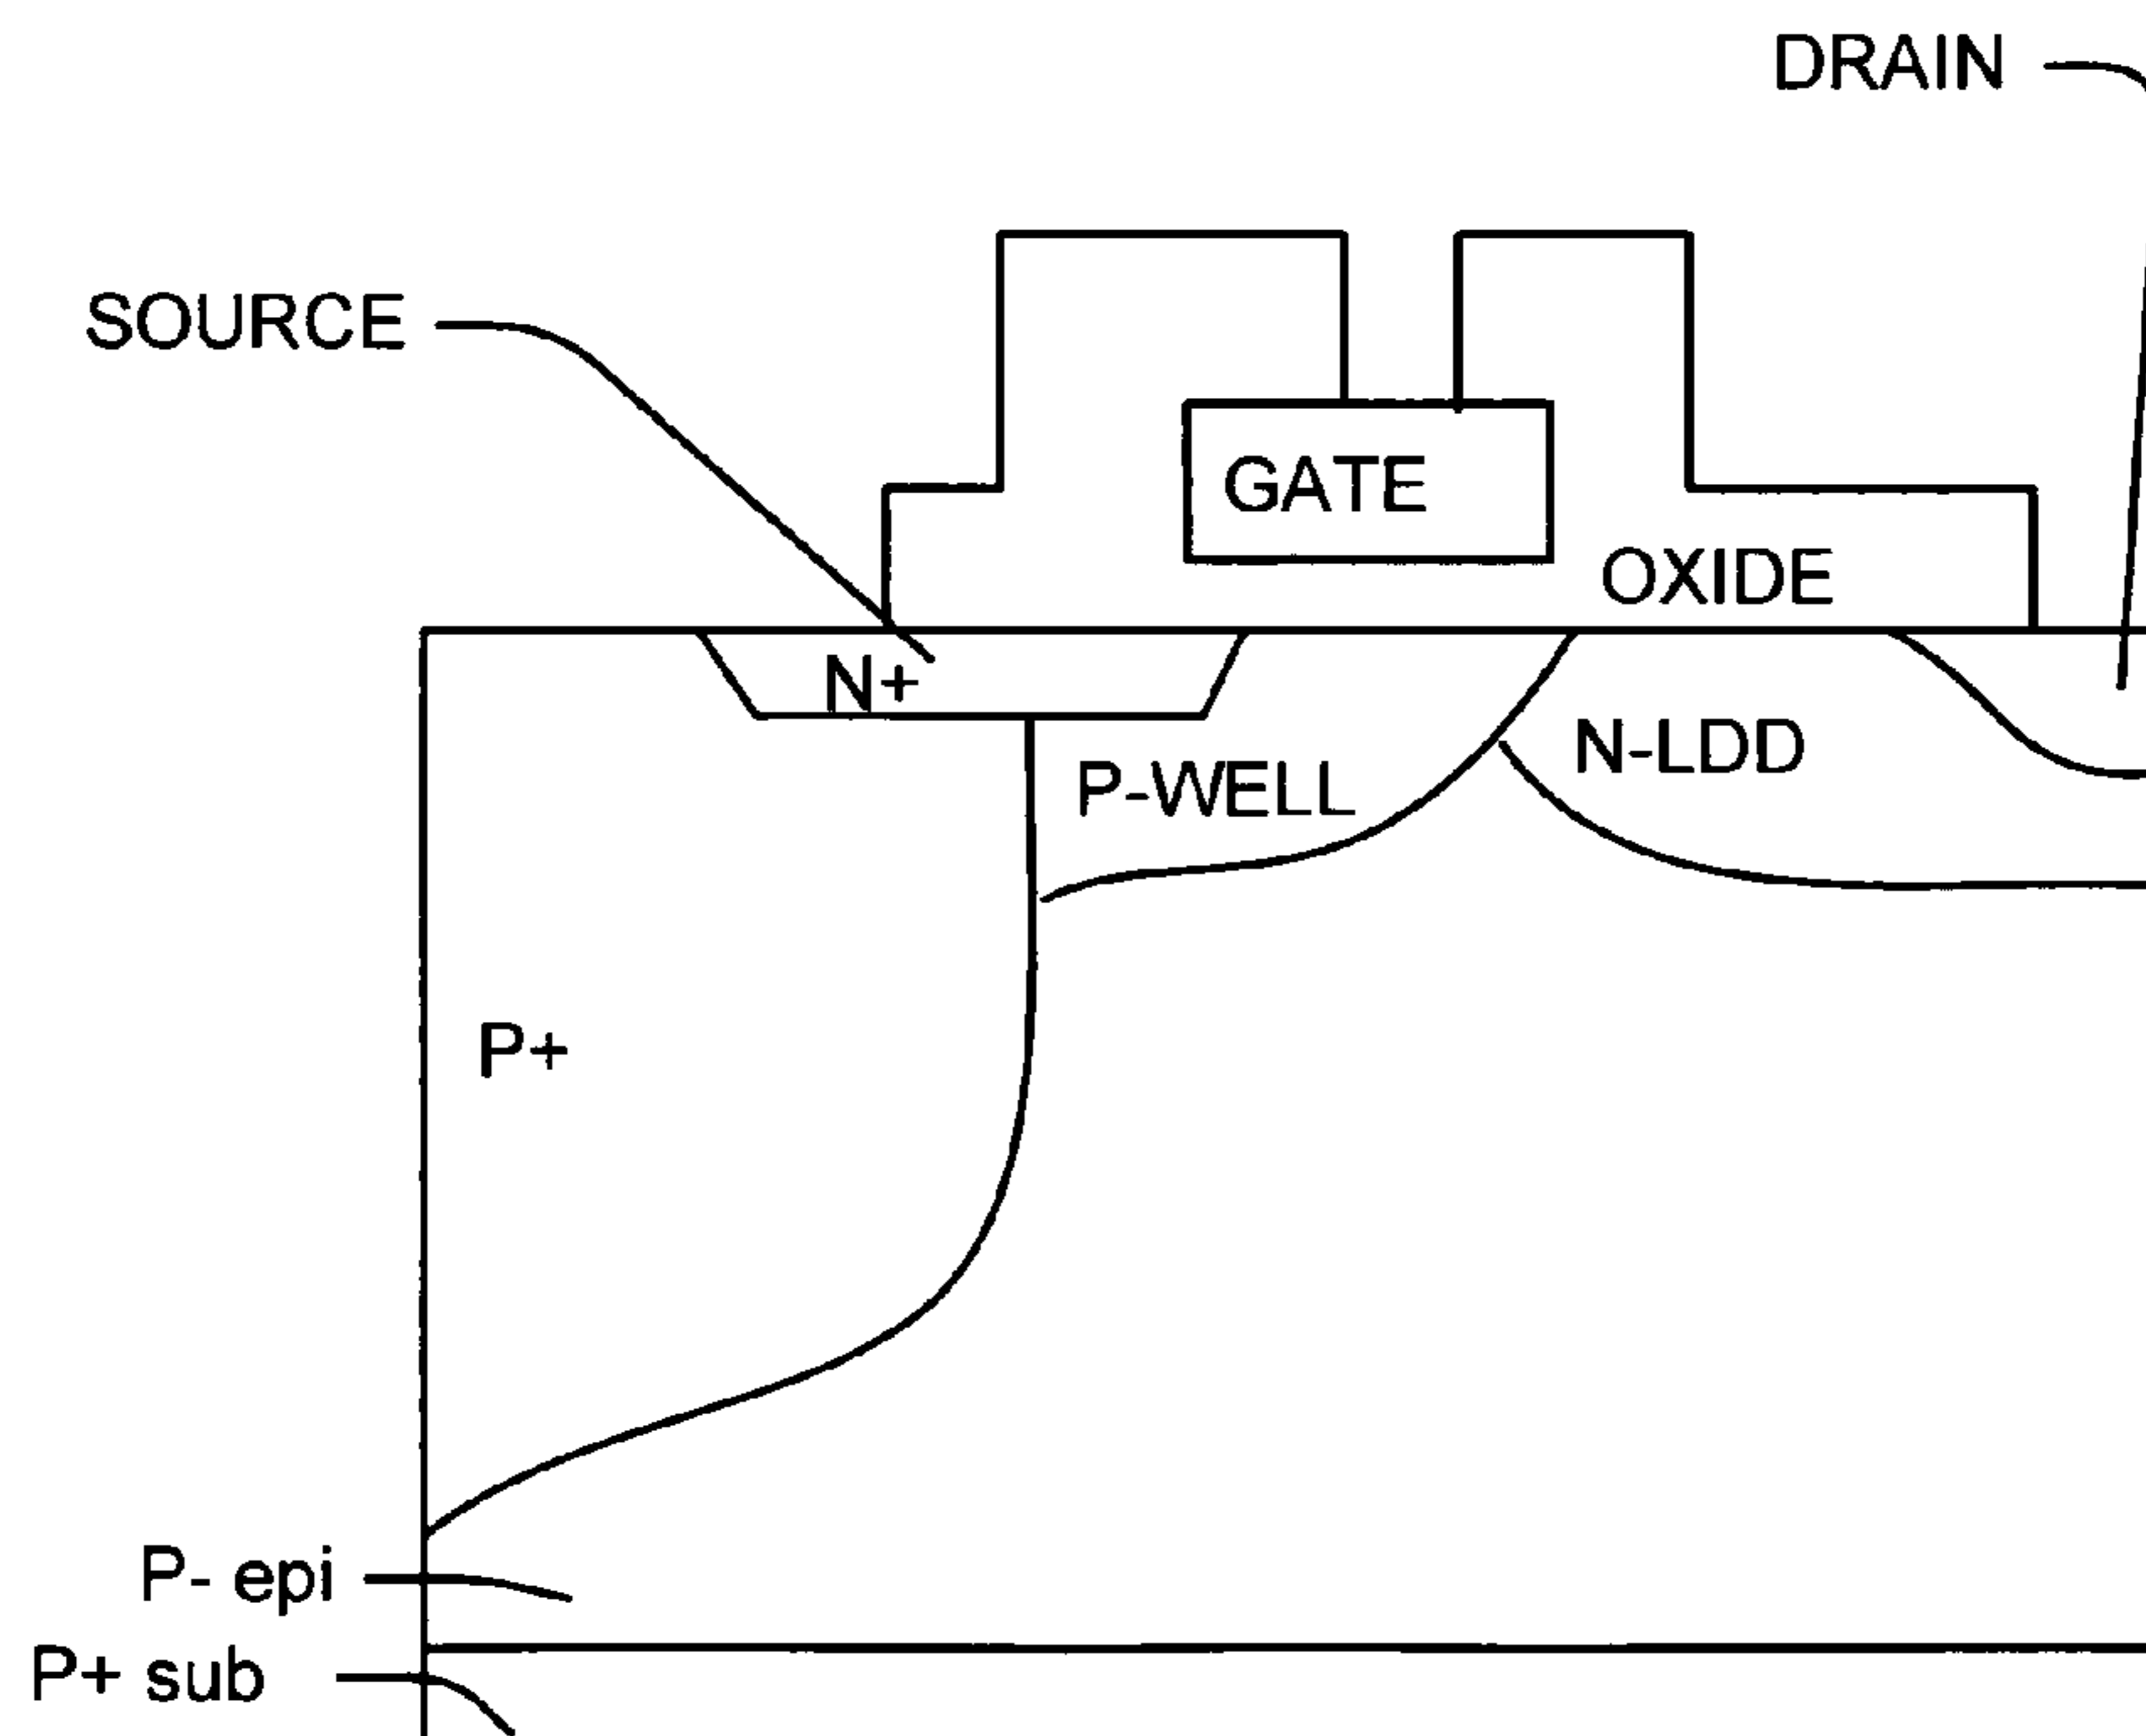 DRAIN
SOURCE
GATE
OXIDE
N+
N-LDD
P-WELL
P+
P- epi
P+ sub